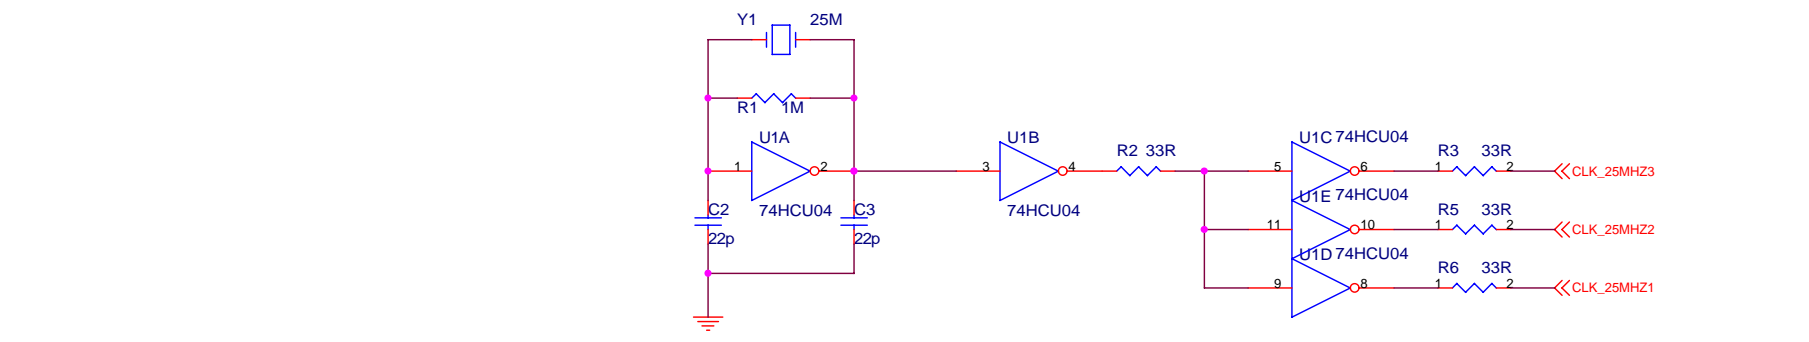 Y1 25M
R1 1M
U1A
1 2
74HCU04
C2
22p
C3
22p
U1B
3 4
74HCU04
R2 33R
U1C 74HCU04
5 6
R3 33R
1 2
CLK_25MHZ3
U1E 74HCU04
11 10
R5 33R
1 2
CLK_25MHZ2
U1D 74HCU04
9 8
R6 33R
1 2
CLK_25MHZ1